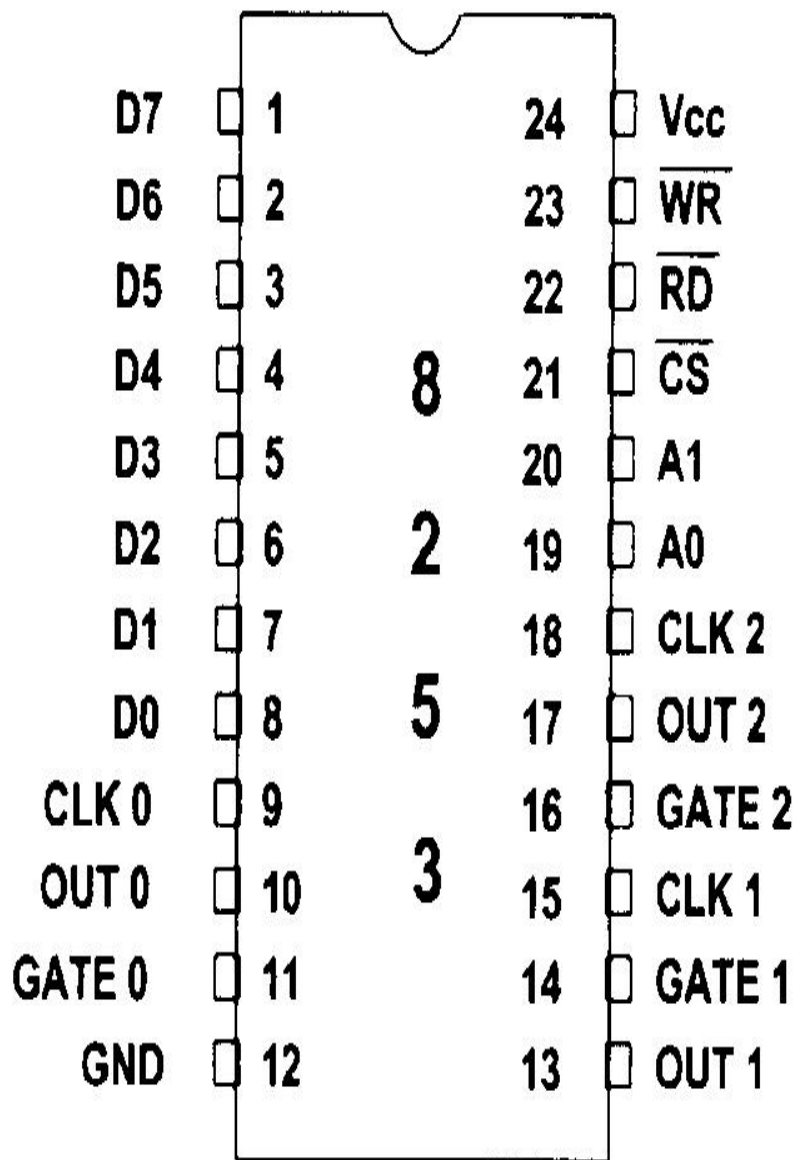 D7 1 24 Vcc
D6 2 23 WR
D5 3 22 RD
D4 4 8 21 CS
D3 5 20 A1
D2 6 2 19 A0
D1 7 18 CLK 2
D0 8 5 17 OUT 2
CLK 0 9 16 GATE 2
OUT 0 10 3 15 CLK 1
GATE 0 11 14 GATE 1
GND 12 13 OUT 1